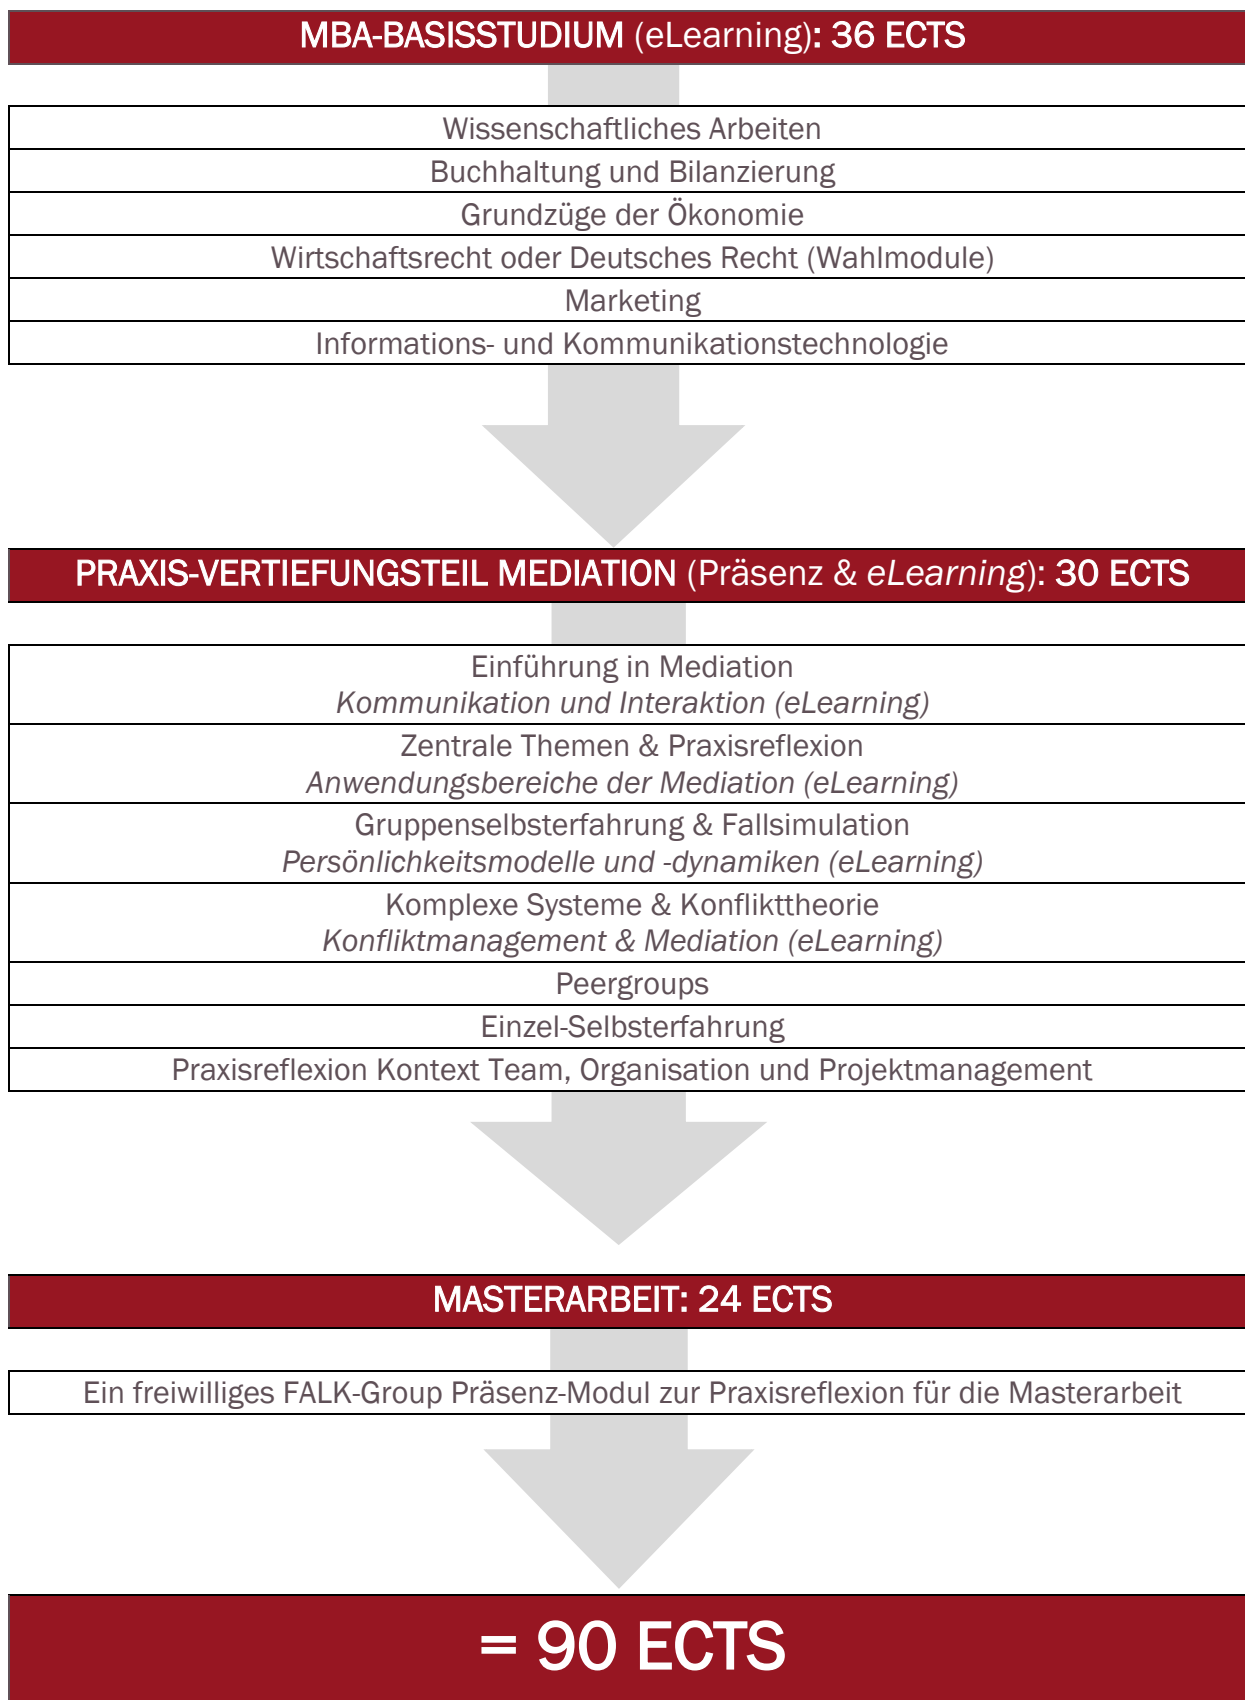 MBA-BASISSTUDIUM (eLearning): 36 ECTS
Wissenschaftliches Arbeiten
Buchhaltung und Bilanzierung
Grundzüge der Ökonomie
Wirtschaftsrecht oder Deutsches Recht (Wahlmodule)
Marketing
Informations- und Kommunikationstechnologie
PRAXIS-VERTIEFUNGSTEIL MEDIATION (Präsenz & eLearning): 30 ECTS
Einführung in Mediation
Kommunikation und Interaktion (eLearning)
Zentrale Themen & Praxisreflexion
Anwendungsbereiche der Mediation (eLearning)
Gruppenselbsterfahrung & Fallsimulation
Persönlichkeitsmodelle und -dynamiken (eLearning)
Komplexe Systeme & Konflikttheorie
Konfliktmanagement & Mediation (eLearning)
Peergroups
Einzel-Selbsterfahrung
Praxisreflexion Kontext Team, Organisation und Projektmanagement
MASTERARBEIT: 24 ECTS
Ein freiwilliges FALK-Group Präsenz-Modul zur Praxisreflexion für die Masterarbeit
= 90 ECTS